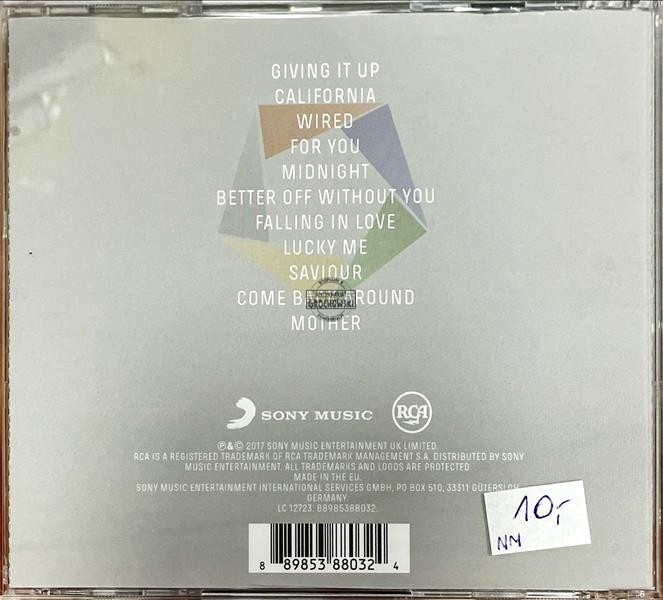 GIVING IT UP
CALIFORNIA
WIRED
FOR YOU
MIDNIGHT
BETTER OFF WITHOUT YOU
FALLING IN LOVE
LUCKY ME
SAVIOUR
COME BACK AROUND
GROCHOWSKI
MOTHER
SONY MUSIC
RCA
℗&© 2017 SONY MUSIC ENTERTAINMENT UK LIMITED.
RCA IS A REGISTERED TRADEMARK OF RCA TRADEMARK MANAGEMENT S.A. DISTRIBUTED BY SONY
MUSIC ENTERTAINMENT. ALL TRADEMARKS AND LOGOS ARE PROTECTED
MADE IN THE EU.
SONY MUSIC ENTERTAINMENT INTERNATIONAL SERVICES GMBH, PO BOX 510, 33311 GÜTERSLOH,
GERMANY
LC 12723. 88985388032.
10,-
NM
8 89853 88032 4